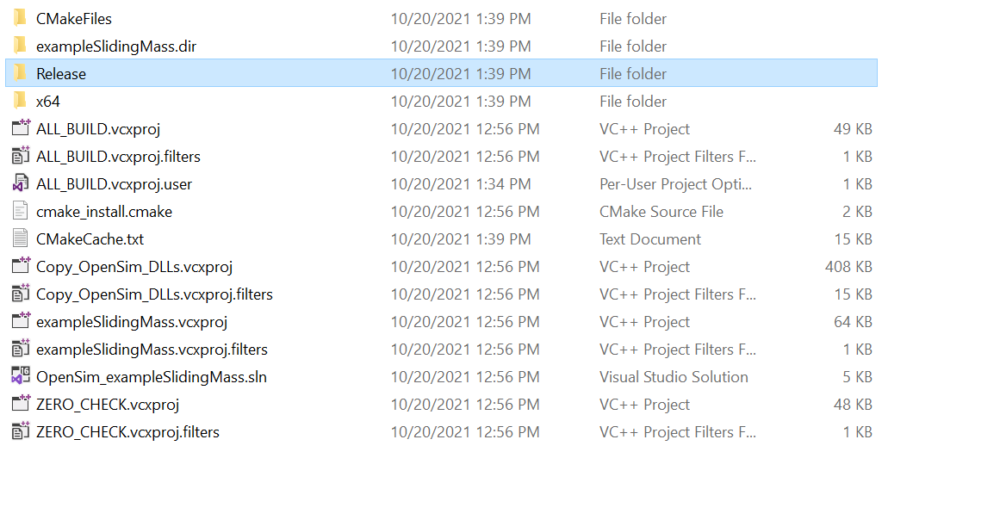 CMakeFiles 10/20/2021 1:39 PM File folder
exampleSlidingMass.dir 10/20/2021 1:39 PM File folder
Release 10/20/2021 1:39 PM File folder
x64 10/20/2021 1:39 PM File folder
ALL_BUILD.vcxproj 10/20/2021 12:56 PM VC++ Project 49 KB
ALL_BUILD.vcxproj.filters 10/20/2021 12:56 PM VC++ Project Filters F... 1 KB
ALL_BUILD.vcxproj.user 10/20/2021 1:34 PM Per-User Project Opti... 1 KB
cmake_install.cmake 10/20/2021 12:56 PM CMake Source File 2 KB
CMakeCache.txt 10/20/2021 1:39 PM Text Document 15 KB
Copy_OpenSim_DLLs.vcxproj 10/20/2021 12:56 PM VC++ Project 408 KB
Copy_OpenSim_DLLs.vcxproj.filters 10/20/2021 12:56 PM VC++ Project Filters F... 15 KB
exampleSlidingMass.vcxproj 10/20/2021 12:56 PM VC++ Project 64 KB
exampleSlidingMass.vcxproj.filters 10/20/2021 12:56 PM VC++ Project Filters F... 1 KB
OpenSim_exampleSlidingMass.sln 10/20/2021 12:56 PM Visual Studio Solution 5 KB
ZERO_CHECK.vcxproj 10/20/2021 12:56 PM VC++ Project 48 KB
ZERO_CHECK.vcxproj.filters 10/20/2021 12:56 PM VC++ Project Filters F... 1 KB